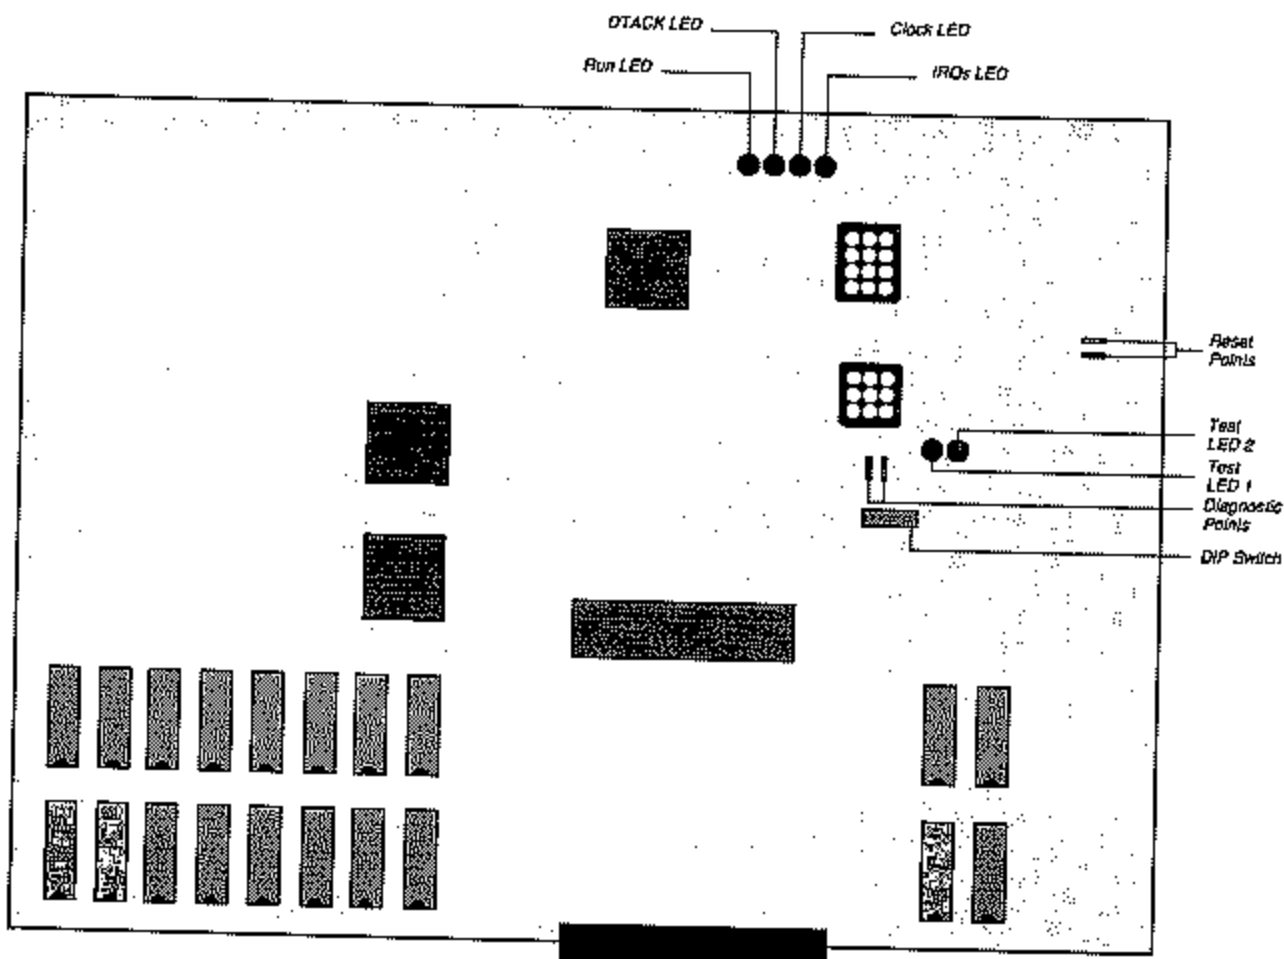 DTACK LED
Clock LED
Run LED
IRQs LED
Reset
Points
Test
LED 2
Test
LED 1
Diagnostic
Points
DIP Switch